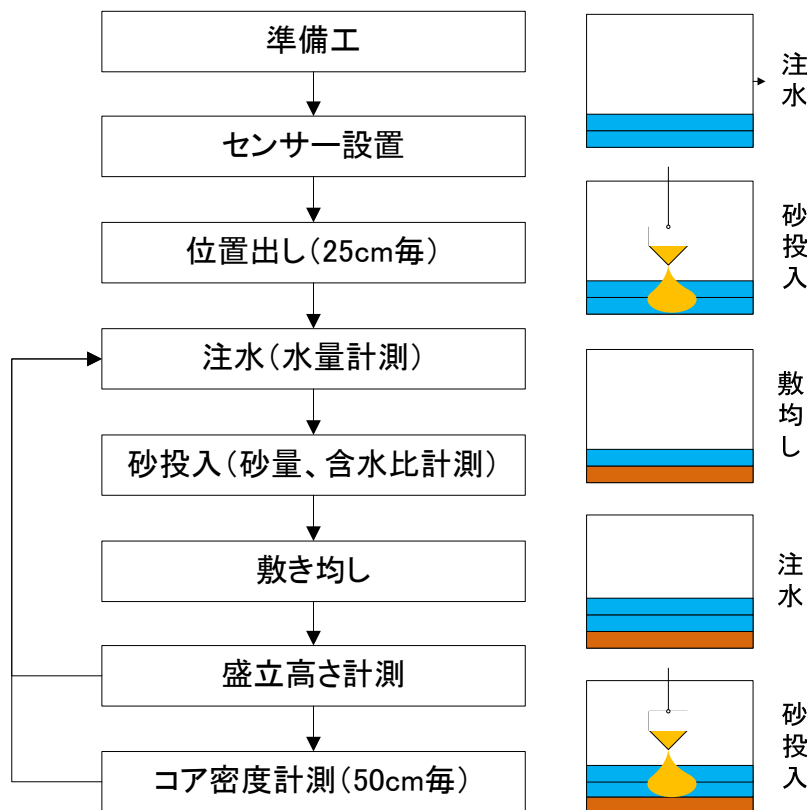 準備工
センサー設置
位置出し（25cm毎）
注水（水量計測）
砂投入（砂量、含水比計測）
敷き均し
盛立高さ計測
コア密度計測（50cm毎）
注水
砂投入
敷均し
注水
砂投入